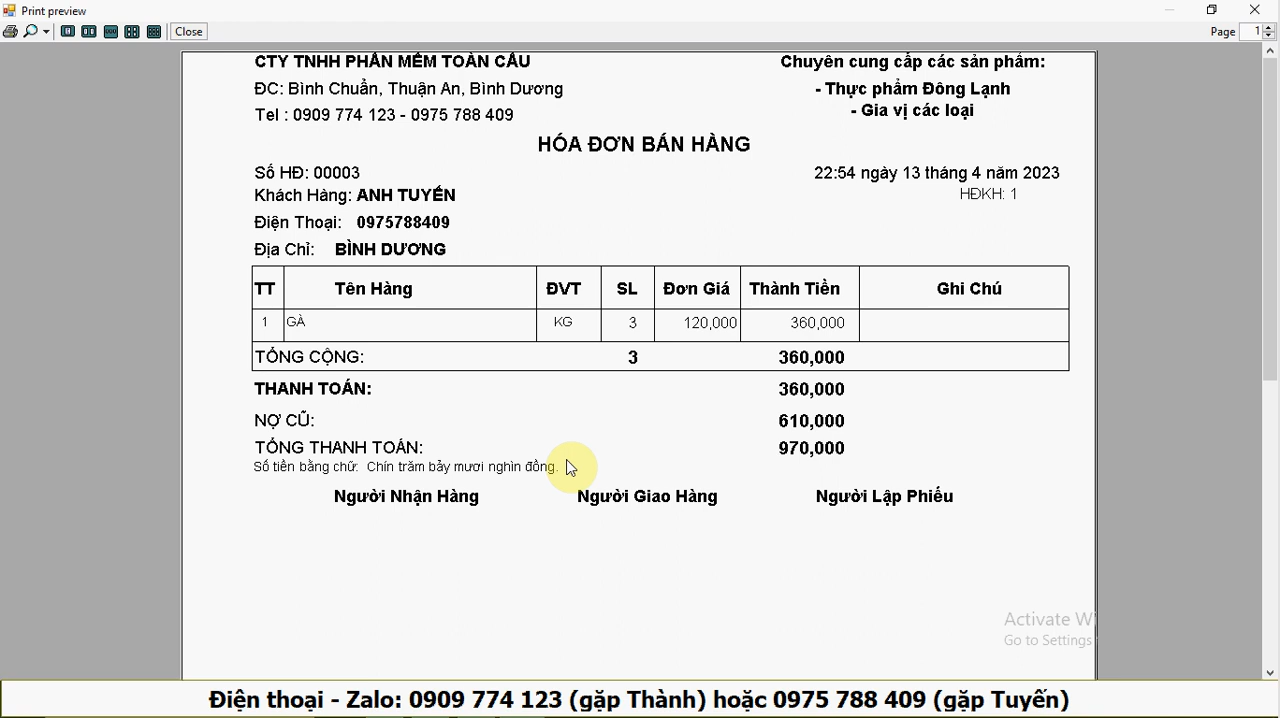 Print preview
Close
Page 1
CTY TNHH PHẦN MỀM TOÀN CẦU
Chuyên cung cấp các sản phẩm:
ĐC: Bình Chuẩn, Thuận An, Bình Dương
- Thực phẩm Đông Lạnh
Tel : 0909 774 123 - 0975 788 409
- Gia vị các loại
HÓA ĐƠN BÁN HÀNG
Số HĐ: 00003
22:54 ngày 13 tháng 4 năm 2023
Khách Hàng: ANH TUYẾN
HĐKH: 1
Điện Thoại: 0975788409
Địa Chỉ: BÌNH DƯƠNG
TT Tên Hàng ĐVT SL Đơn Giá Thành Tiền Ghi Chú
1 GÀ KG 3 120,000 360,000
TỔNG CỘNG: 3 360,000
THANH TOÁN: 360,000
NỢ CŨ: 610,000
TỔNG THANH TOÁN: 970,000
Số tiền bằng chữ: Chín trăm bảy mươi nghìn đồng.
Người Nhận Hàng Người Giao Hàng Người Lập Phiếu
Activate Wi
Go to Settings
Điện thoại - Zalo: 0909 774 123 (gặp Thành) hoặc 0975 788 409 (gặp Tuyến)